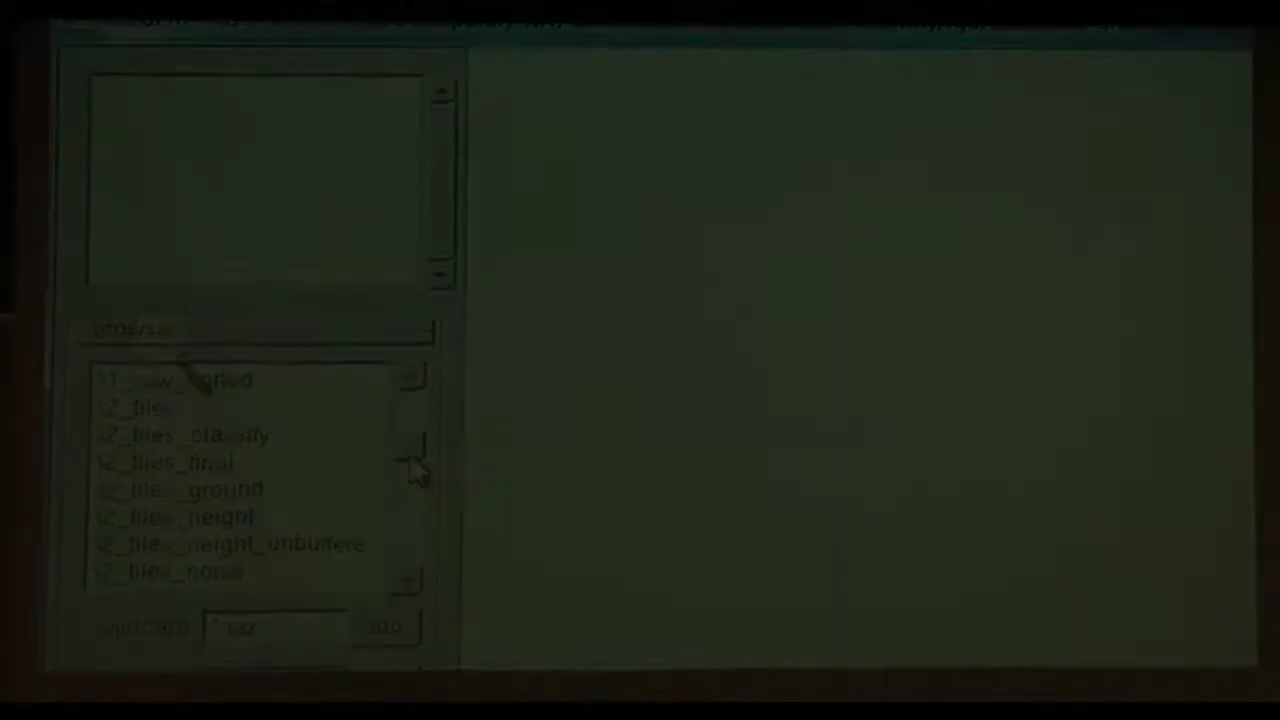 browse
\1_raw_sorted
\2_tiles
\2_tiles_classify
\2_tiles_final
\2_tiles_ground
\2_tiles_height
\2_tiles_height_unbuffere
\2_tiles_noise
wildcard *.laz add